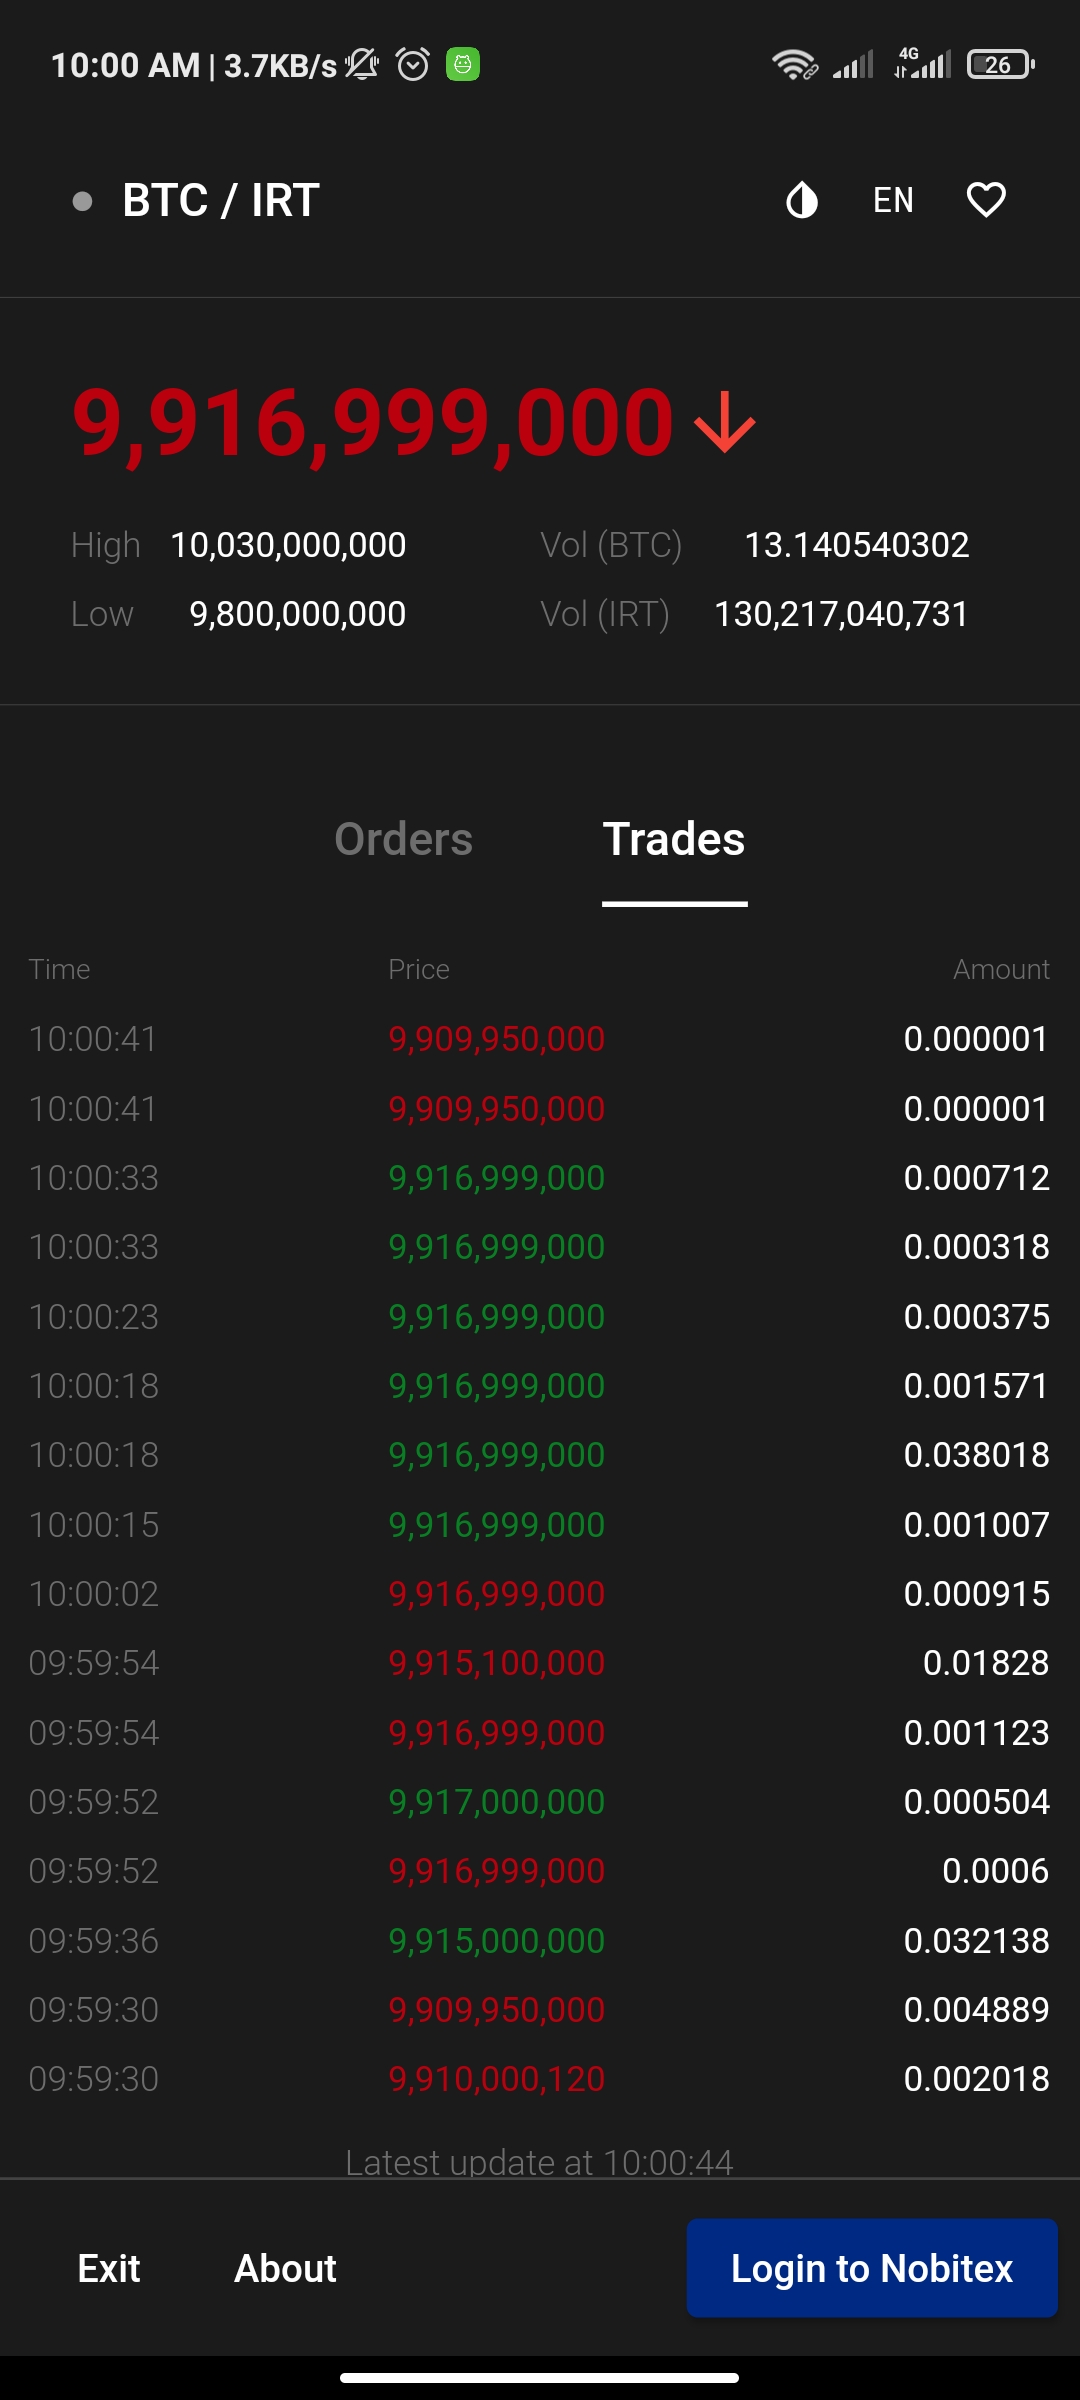 10:00 AM | 3.7KB/s 4G 26
BTC / IRT EN
9,916,999,000
High 10,030,000,000 Vol (BTC) 13.140540302
Low 9,800,000,000 Vol (IRT) 130,217,040,731
Orders Trades
Time Price Amount
10:00:41 9,909,950,000 0.000001
10:00:41 9,909,950,000 0.000001
10:00:33 9,916,999,000 0.000712
10:00:33 9,916,999,000 0.000318
10:00:23 9,916,999,000 0.000375
10:00:18 9,916,999,000 0.001571
10:00:18 9,916,999,000 0.038018
10:00:15 9,916,999,000 0.001007
10:00:02 9,916,999,000 0.000915
09:59:54 9,915,100,000 0.01828
09:59:54 9,916,999,000 0.001123
09:59:52 9,917,000,000 0.000504
09:59:52 9,916,999,000 0.0006
09:59:36 9,915,000,000 0.032138
09:59:30 9,909,950,000 0.004889
09:59:30 9,910,000,120 0.002018
Latest update at 10:00:44
Exit About Login to Nobitex